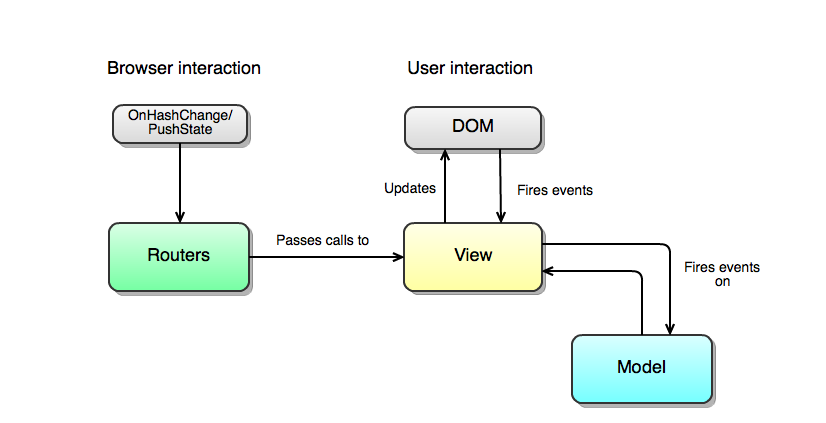 Browser interaction
User interaction
OnHashChange/
PushState
DOM
Updates
Fires events
Routers
Passes calls to
View
Fires events
on
Model